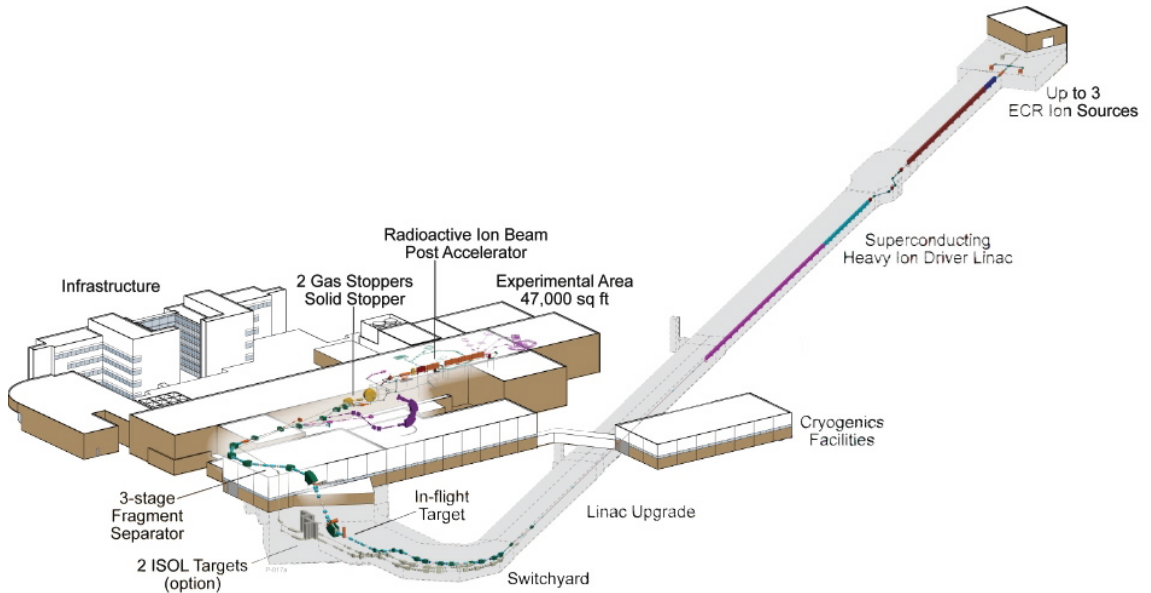 Up to 3
ECR Ion Sources
Radioactive Ion Beam
Post Accelerator
Superconducting
Heavy Ion Driver Linac
2 Gas Stoppers
Solid Stopper
Experimental Area
47,000 sq ft
Infrastructure
Cryogenics
Facilities
3-stage
Fragment
Separator
In-flight
Target
Linac Upgrade
2 ISOL Targets
(option)
Switchyard